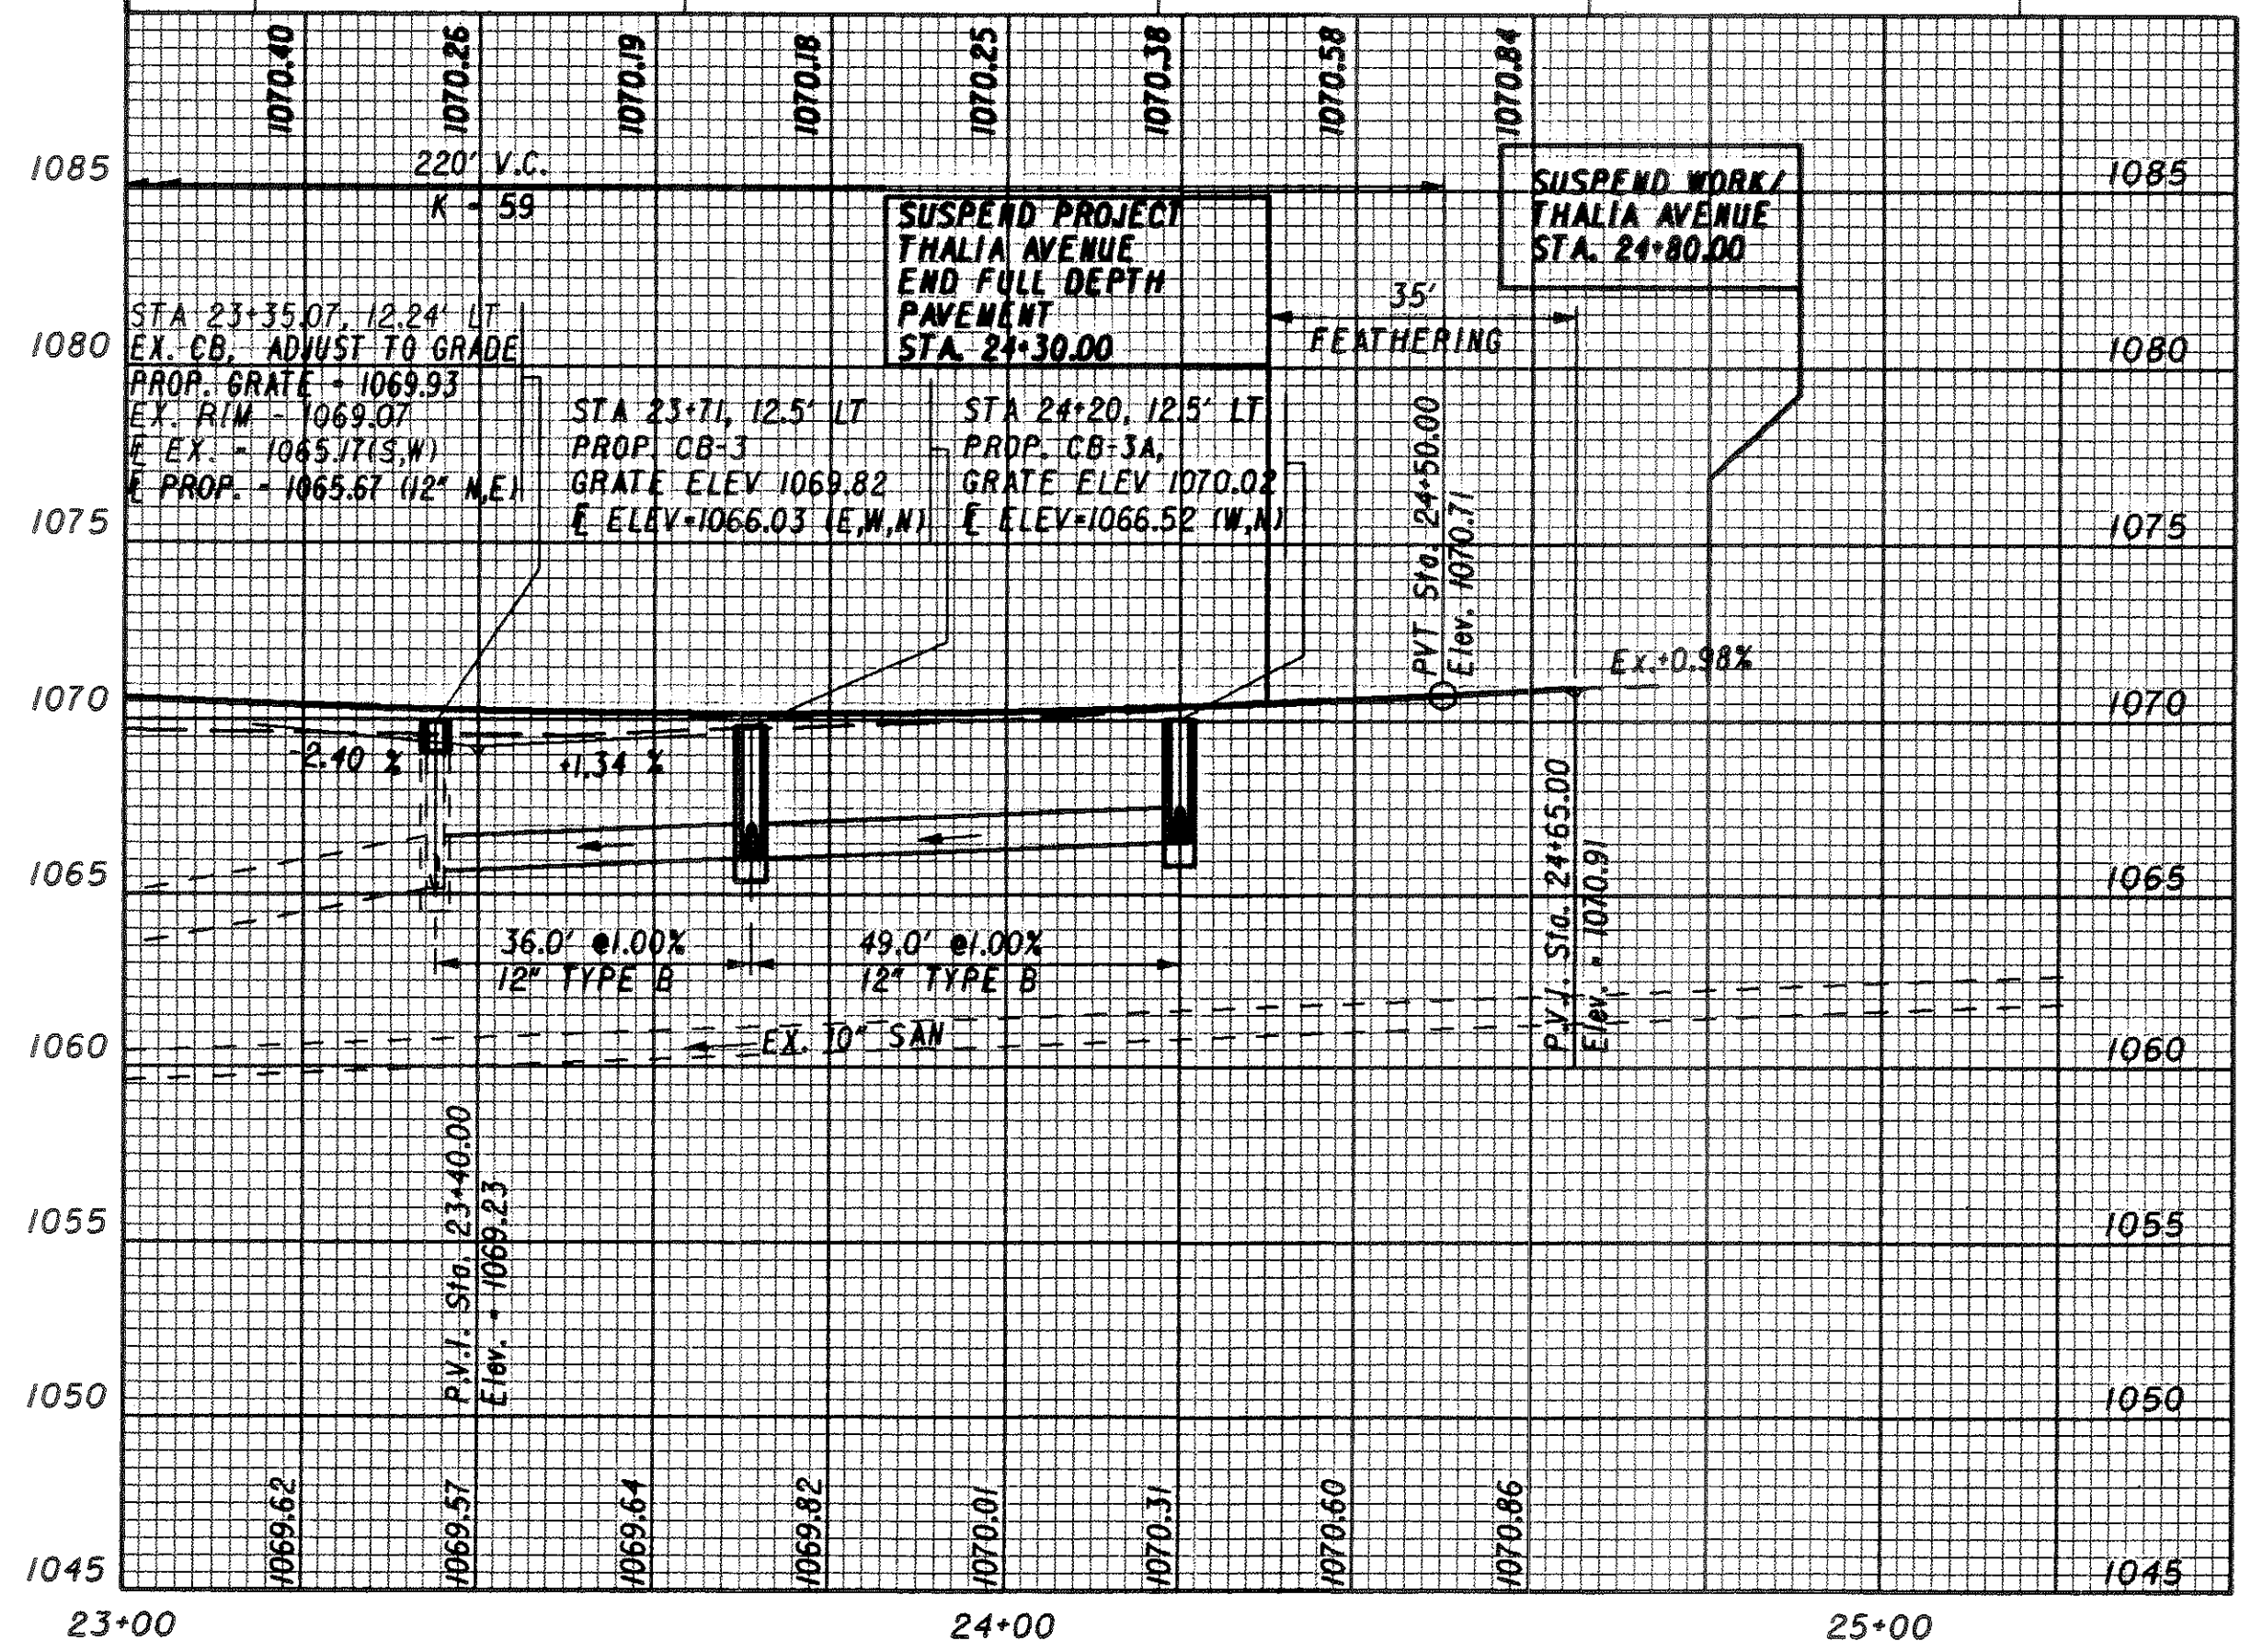 1070.40
1070.26
1070.19
1070.18
1070.25
1070.38
1070.58
1070.84
1085
220' V.C.
K = 59
1085
SUSPEND PROJECT
THALIA AVENUE
END FULL DEPTH
PAVEMENT
STA. 24+30.00
SUSPEND WORK/
THALIA AVENUE
STA. 24+80.00
35'
FEATHERING
1080
1080
STA 23+35.07, 12.24' LT
EX. CB, ADJUST TO GRADE
PROP. GRATE = 1069.93
EX. RIM = 1069.07
EX. = 1065.17(S,W)
PROP. = 1065.67 (12" N,E)
STA 23+71, 12.5' LT
PROP. CB-3
GRATE ELEV 1069.82
ELEV=1066.03 (E,W,N)
STA 24+20, 12.5' LT
PROP. CB-3A,
GRATE ELEV 1070.02
ELEV=1066.52 (W,N)
PVT Sta. 24+50.00
Elev. 1070.71
1075
1075
Ex.+0.98%
1070
1070
-2.40 %
+1.34 %
1065
1065
36.0' @1.00%
12" TYPE B
49.0' @1.00%
12" TYPE B
P.V.I. Sta. 24+65.00
Elev. = 1070.91
EX. 10" SAN
1060
1060
P.V.I. Sta. 23+40.00
Elev. = 1069.23
1055
1055
1050
1050
1069.62
1069.57
1069.64
1069.82
1070.01
1070.31
1070.60
1070.86
1045
1045
23+00
24+00
25+00